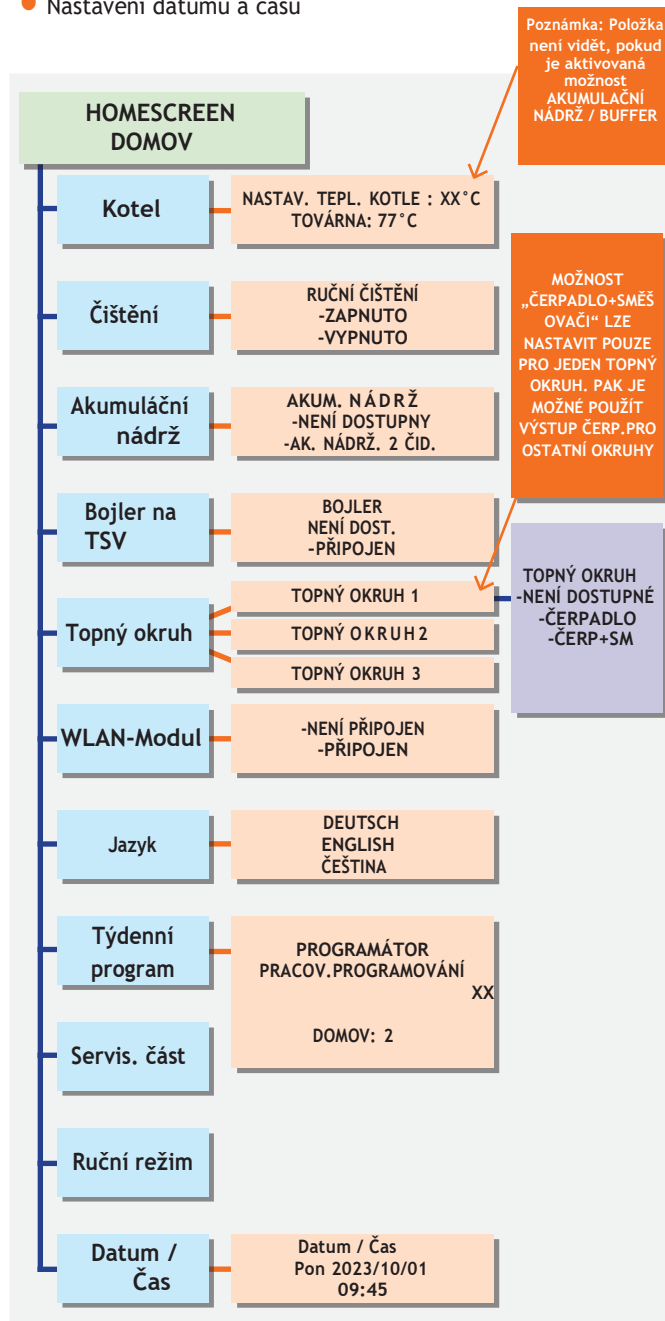 Nastavení datumu a času
Poznámka: Položka
není vidět, pokud
je aktivovaná
možnost
AKUMULAČNÍ
NÁDRŽ / BUFFER
HOMESCREEN
DOMOV
Kotel
NASTAV. TEPL. KOTLE : XX°C
TOVÁRNA: 77°C
Čištění
RUČNÍ ČIŠTĚNÍ
-ZAPNUTO
-VYPNUTO
MOŽNOST
„ČERPADLO+SMĚŠ
OVAČI“ LZE
NASTAVIT POUZE
PRO JEDEN TOPNÝ
OKRUH. PAK JE
MOŽNÉ POUŽÍT
VÝSTUP ČERP.PRO
OSTATNÍ OKRUHY
Akumuláční
nádrž
AKUM. NÁDRŽ
-NENÍ DOSTUPNY
-AK. NÁDRŽ. 2 ČID.
Bojler na
TSV
BOJLER
NENÍ DOST.
-PŘIPOJEN
Topný okruh
TOPNÝ OKRUH 1
TOPNÝ OKRUH2
TOPNÝ OKRUH 3
TOPNÝ OKRUH
-NENÍ DOSTUPNÉ
-ČERPADLO
-ČERP+SM
WLAN-Modul
-NENÍ PŘIPOJEN
-PŘIPOJEN
Jazyk
DEUTSCH
ENGLISH
ČEŠTINA
Týdenní
program
PROGRAMÁTOR
PRACOV.PROGRAMOVÁNÍ
XX
DOMOV: 2
Servis. část
Ruční režim
Datum /
Čas
Datum / Čas
Pon 2023/10/01
09:45